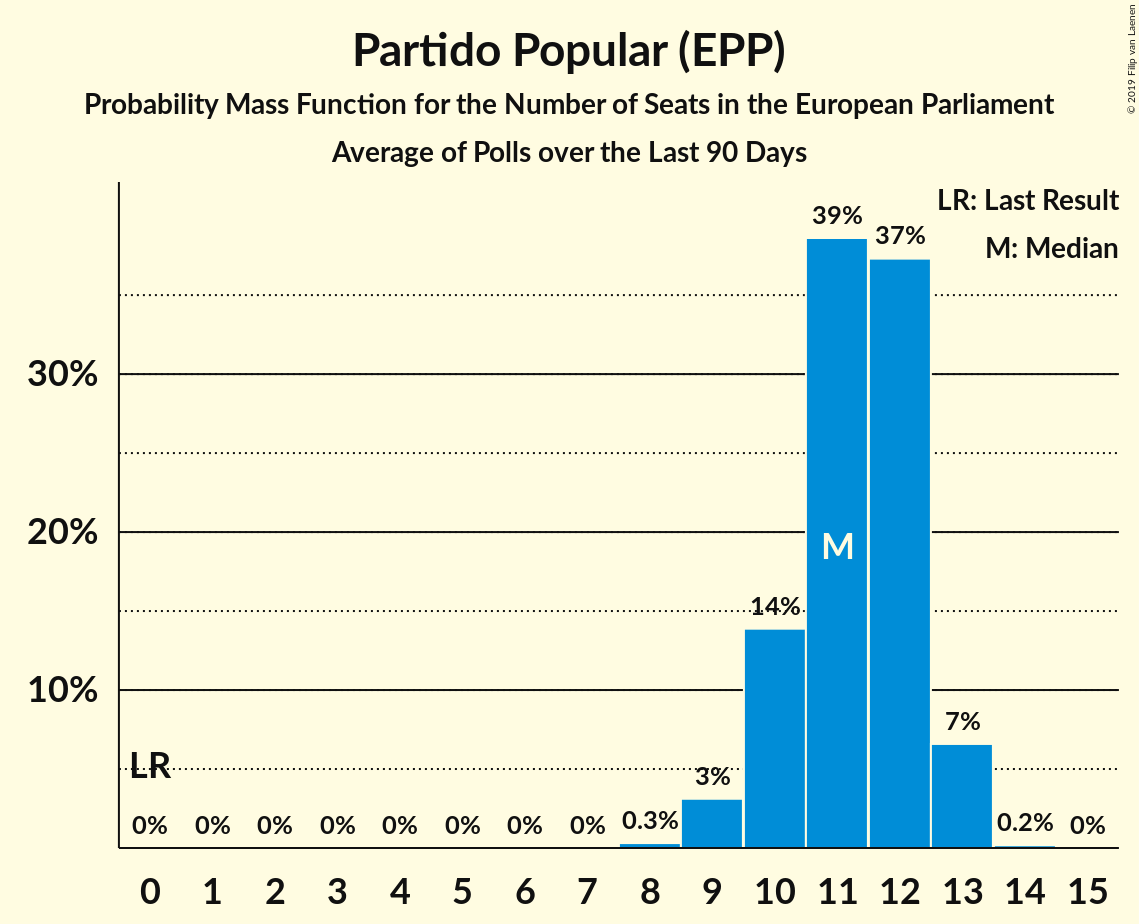 Partido Popular (EPP)
Probability Mass Function for the Number of Seats in the European Parliament
Average of Polls over the Last 90 Days
© 2019 Filip van Laenen
LR: Last Result
M: Median
39%
37%
30%
20%
M
14%
10%
7%
LR
3%
0% 0% 0% 0% 0% 0% 0% 0% 0.3% 0.2% 0%
0 1 2 3 4 5 6 7 8 9 10 11 12 13 14 15